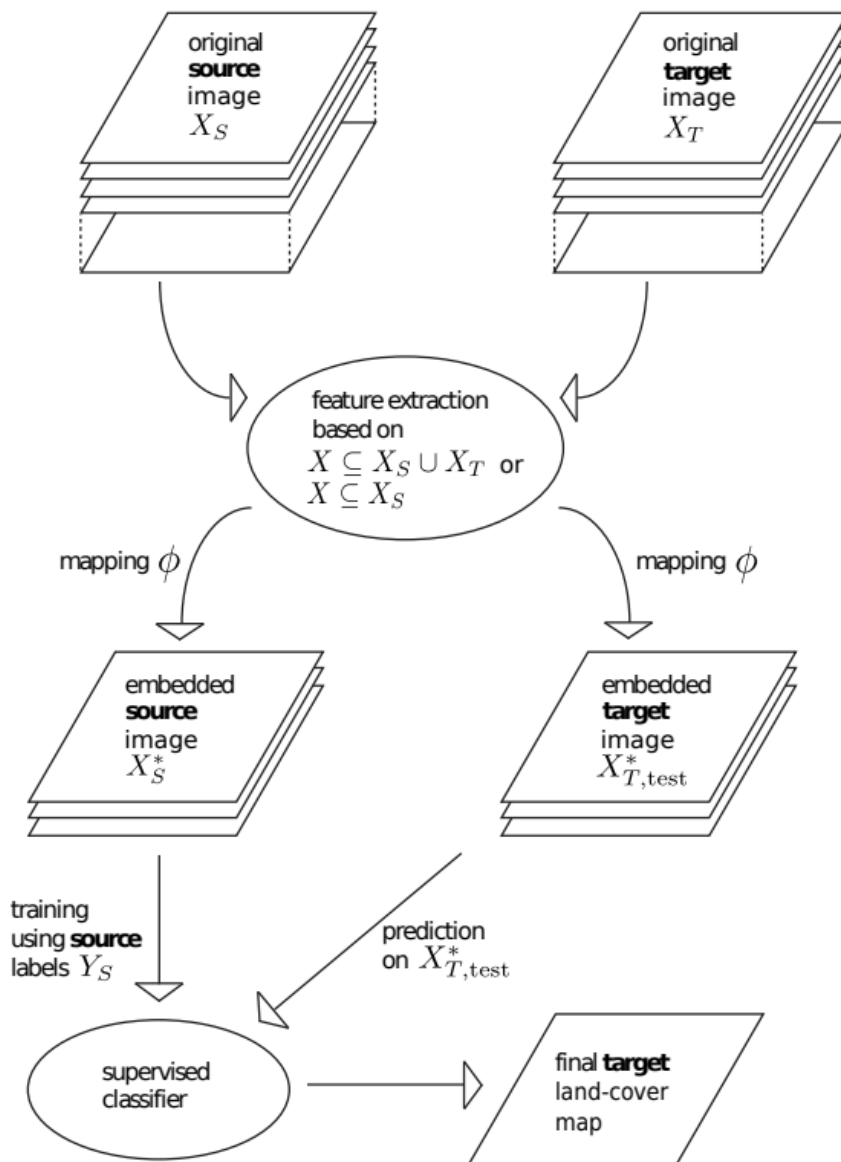 original
source
image
X_S
original
target
image
X_T
feature extraction
based on
X ⊆ X_S ∪ X_T or
X ⊆ X_S
mapping ϕ
mapping ϕ
embedded
source
image
X*_S
embedded
target
image
X*_{T,test}
training
using source
labels Y_S
prediction
on X*_{T,test}
supervised
classifier
final target
land-cover
map